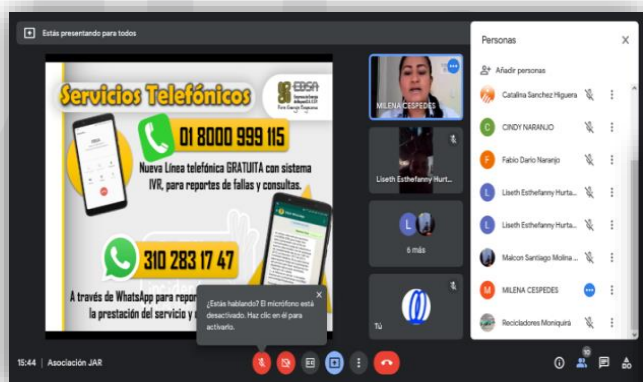 Estás presentando para todos
Servicios Telefónicos
EBSA
01 8000 999 115
Nueva Línea telefónica GRATUITA con sistema
IVR, para reportes de fallas y consultas.
310 283 17 47
A través de WhatsApp para repor
la prestación del servicio y
¿Estás hablando? El micrófono está
desactivado. Haz clic en él para
activarlo.
MILENA CESPEDES
Liseth Esthefanny Hurt...
L
6 más
Tú
Personas
Añadir personas
Catalina Sanchez Higuera
C CINDY NARANJO
F Fabio Dario Naranjo
L Liseth Esthefanny Hurta...
L Liseth Esthefanny Hurta...
Maicon Santiago Molina ...
M MILENA CESPEDES
Recicladores Moniquirá
15:44 | Asociación JAR
10